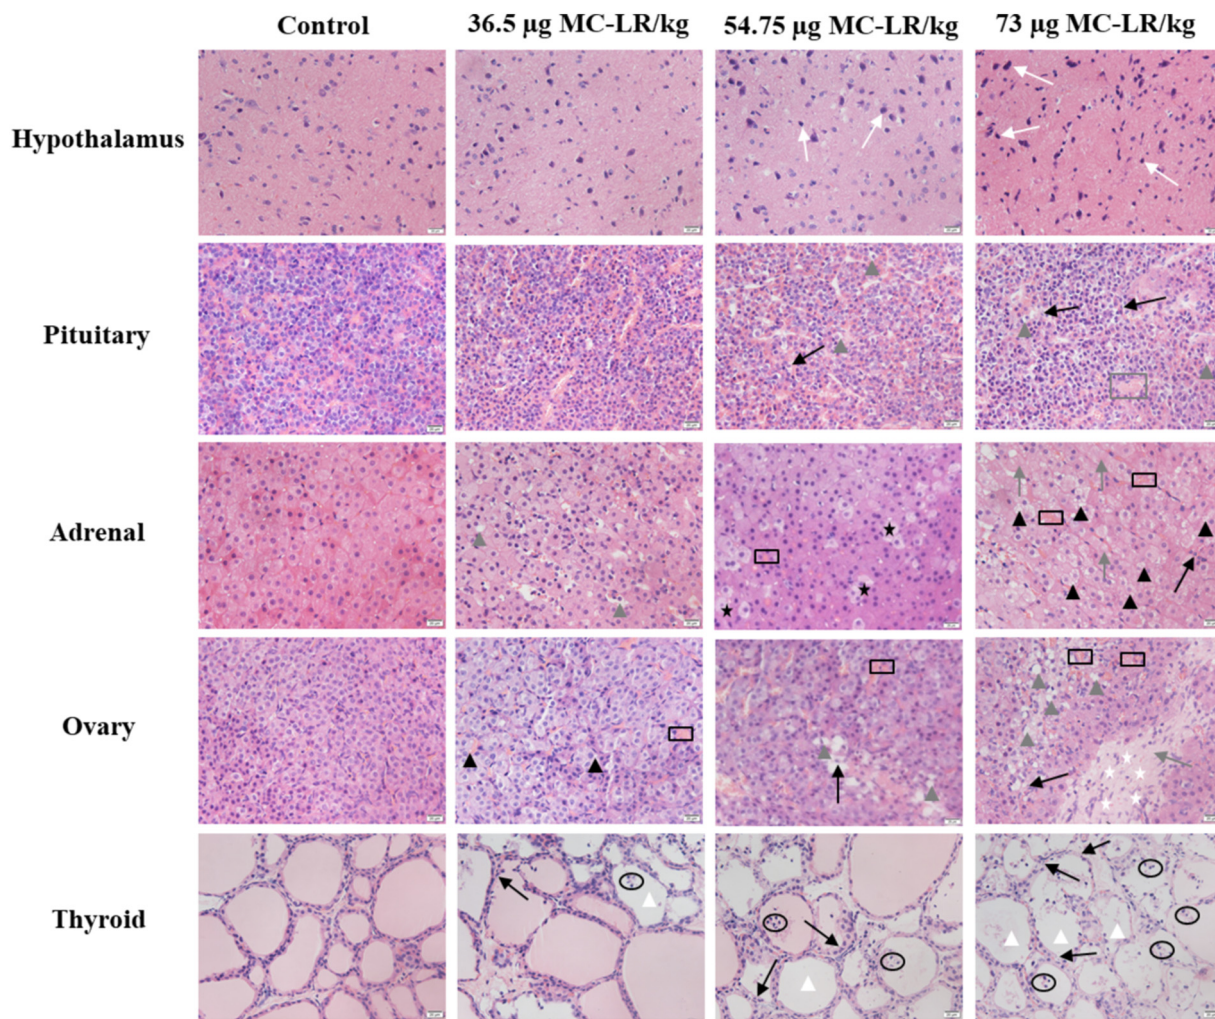 Control
36.5 µg MC-LR/kg
54.75 µg MC-LR/kg
73 µg MC-LR/kg
Hypothalamus
Pituitary
Adrenal
Ovary
Thyroid